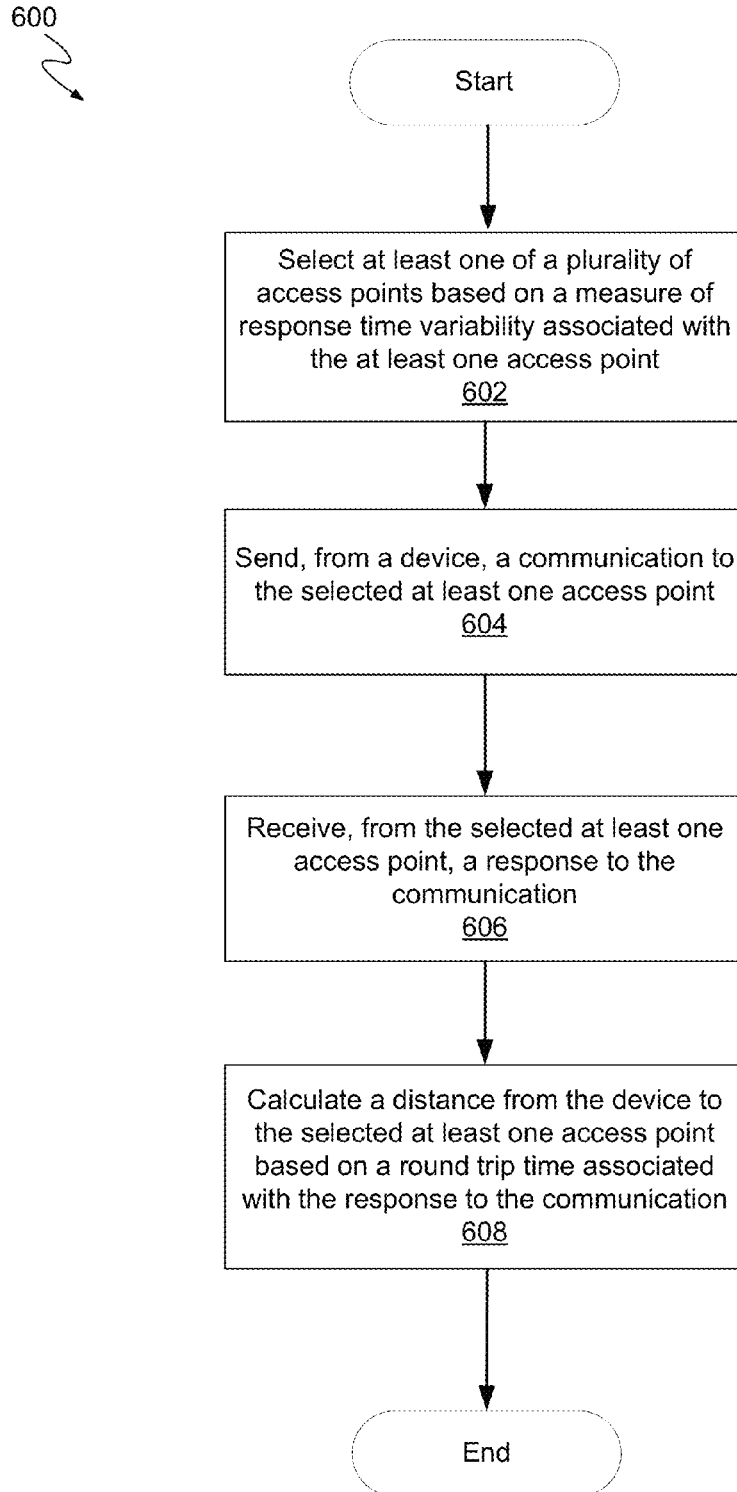 600
Start
Select at least one of a plurality of
access points based on a measure of
response time variability associated with
the at least one access point
602
Send, from a device, a communication to
the selected at least one access point
604
Receive, from the selected at least one
access point, a response to the
communication
606
Calculate a distance from the device to
the selected at least one access point
based on a round trip time associated
with the response to the communication
608
End